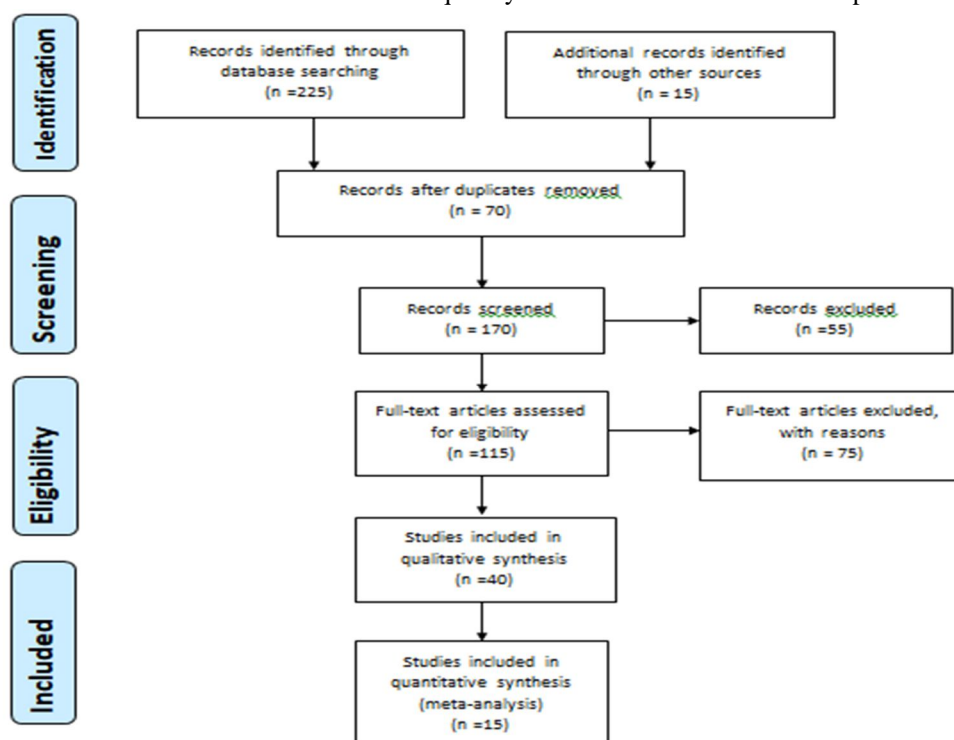 Identification
Records identified through
database searching
(n =225)
Additional records identified
through other sources
(n = 15)
Records after duplicates removed
(n = 70)
Screening
Records screened
(n = 170)
Records excluded
(n =55)
Eligibility
Full-text articles assessed
for eligibility
(n =115)
Full-text articles excluded,
with reasons
(n = 75)
Studies included in
qualitative synthesis
(n =40)
Included
Studies included in
quantitative synthesis
(meta-analysis)
(n =15)